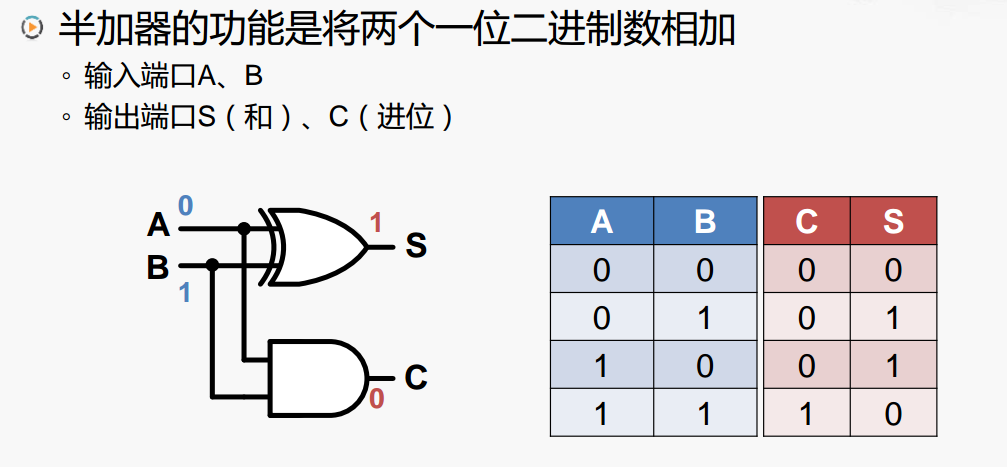 半加器的功能是将两个一位二进制数相加
输入端口A、B
输出端口S（和）、C（进位）
A 0
B 1
1 S
C 0
A B C S
0 0 0 0
0 1 0 1
1 0 0 1
1 1 1 0